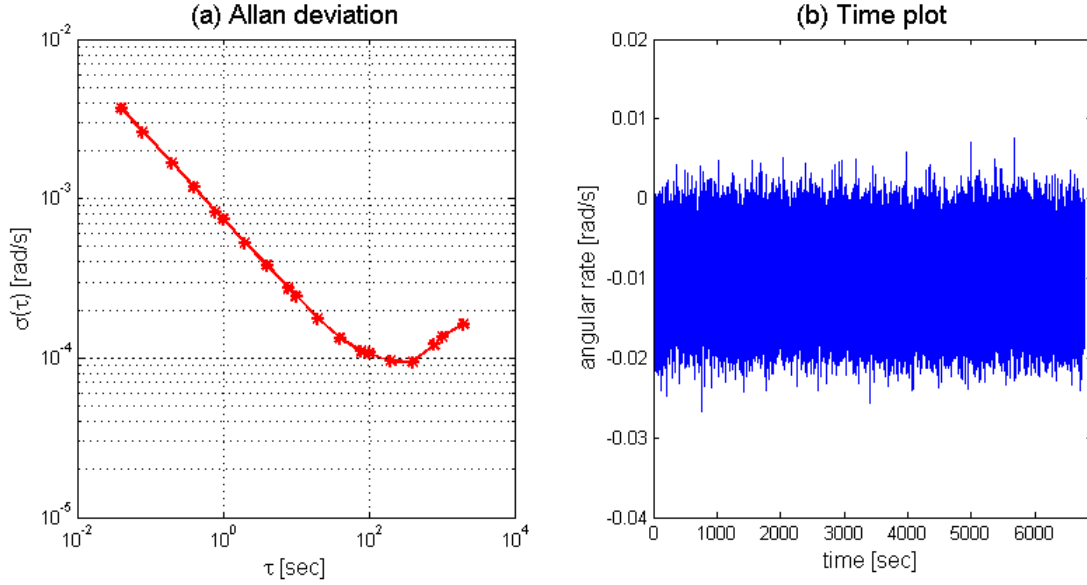 (a) Allan deviation
10^-2
10^-3
10^-4
10^-5
σ(τ) [rad/s]
10^-2
10^0
10^2
10^4
τ [sec]
(b) Time plot
0.02
0.01
0
-0.01
-0.02
-0.03
-0.04
angular rate [rad/s]
0 1000 2000 3000 4000 5000 6000
time [sec]